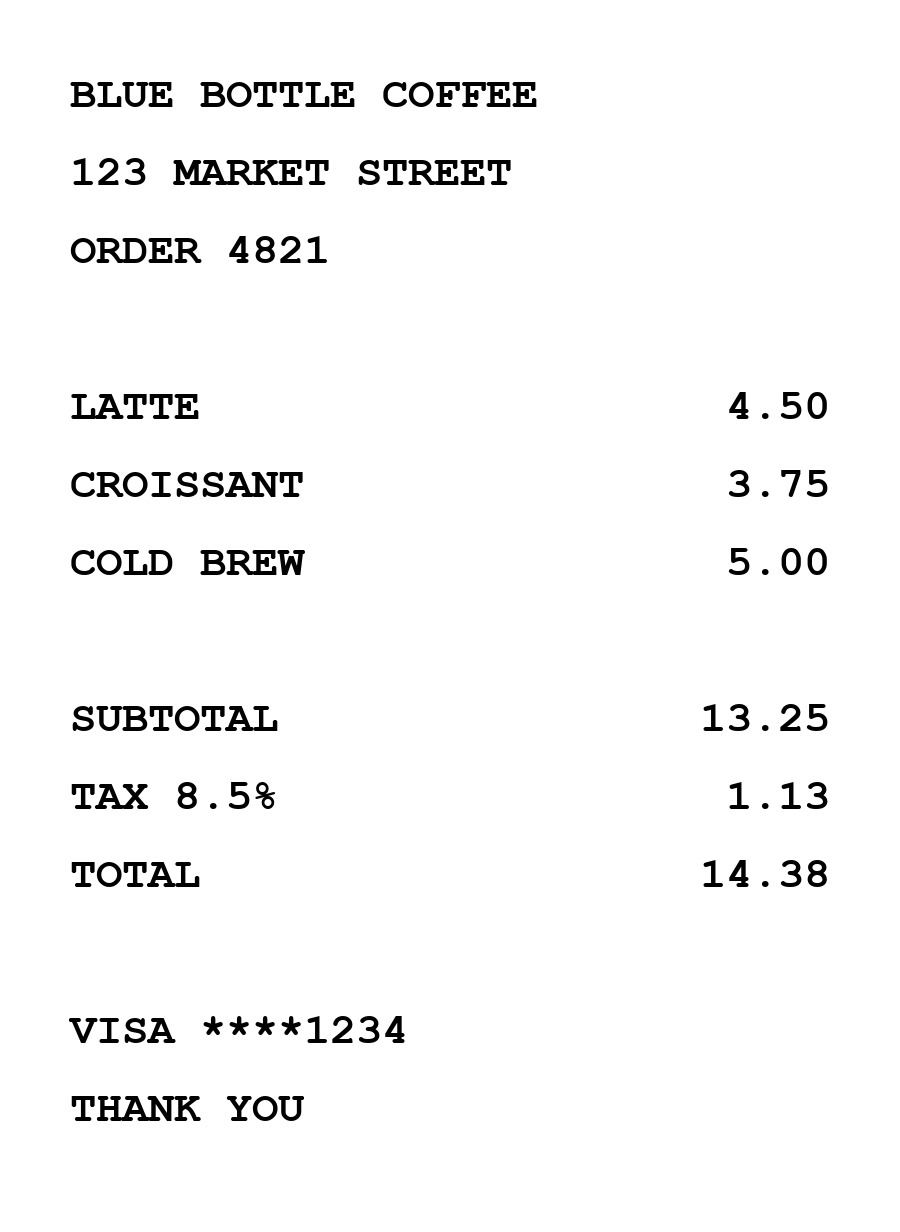 BLUE BOTTLE COFFEE
123 MARKET STREET
ORDER 4821
LATTE 4.50
CROISSANT 3.75
COLD BREW 5.00
SUBTOTAL 13.25
TAX 8.5% 1.13
TOTAL 14.38
VISA ****1234
THANK YOU